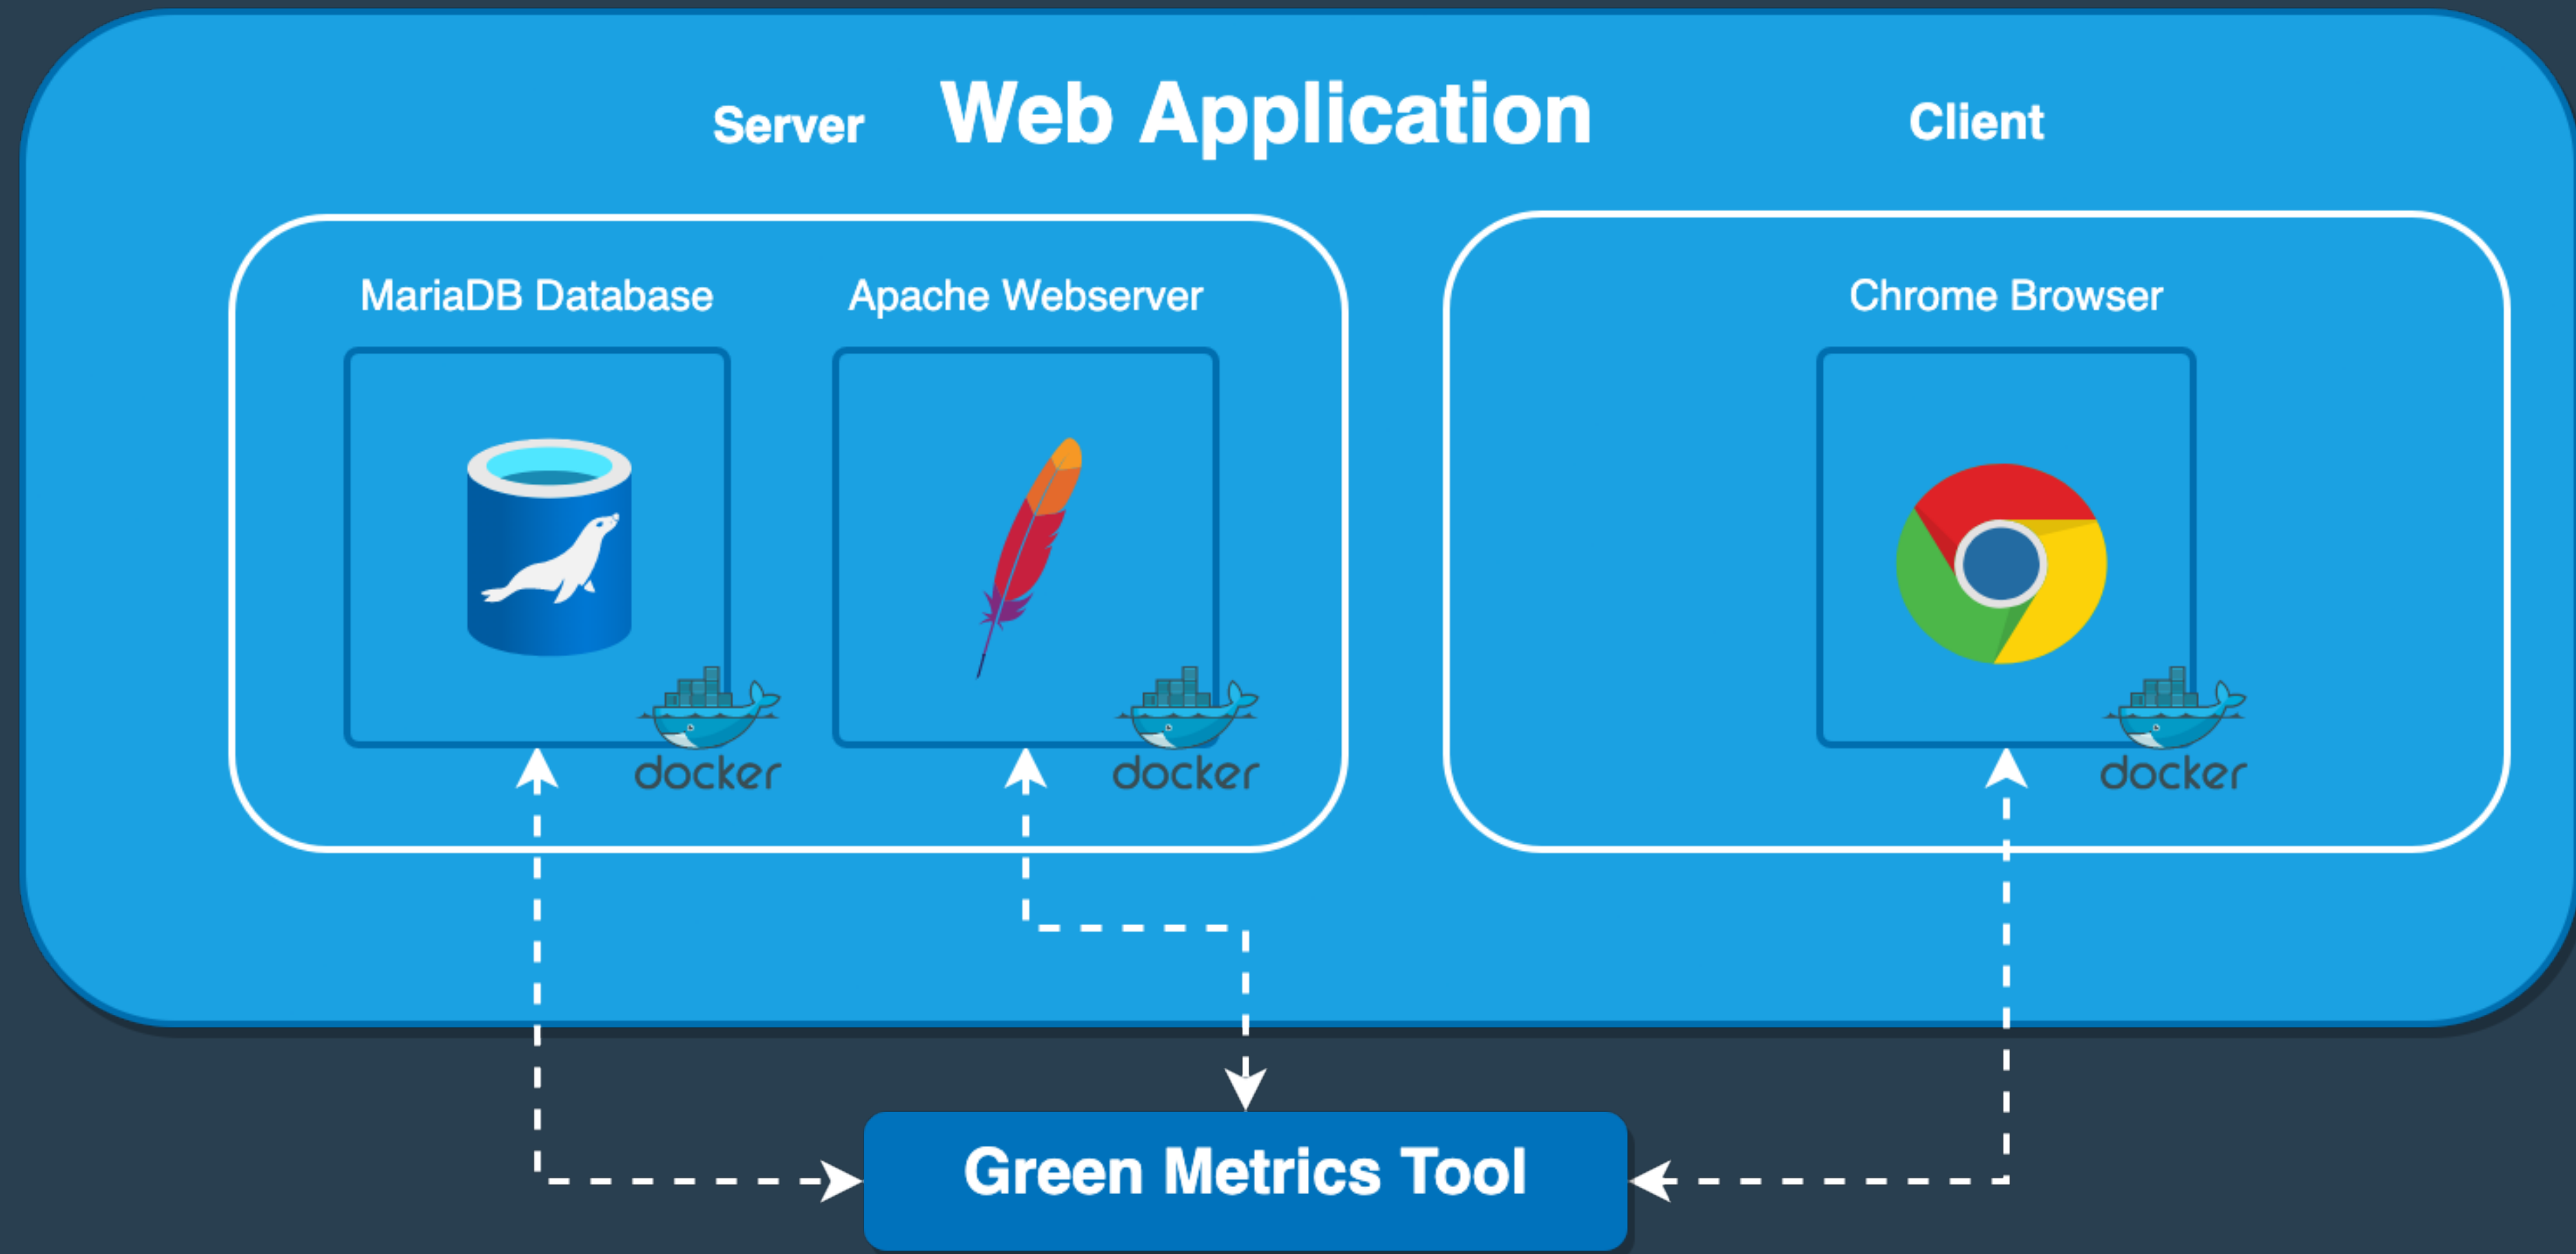 Server
Web Application
Client
MariaDB Database
Apache Webserver
Chrome Browser
docker
docker
docker
Green Metrics Tool